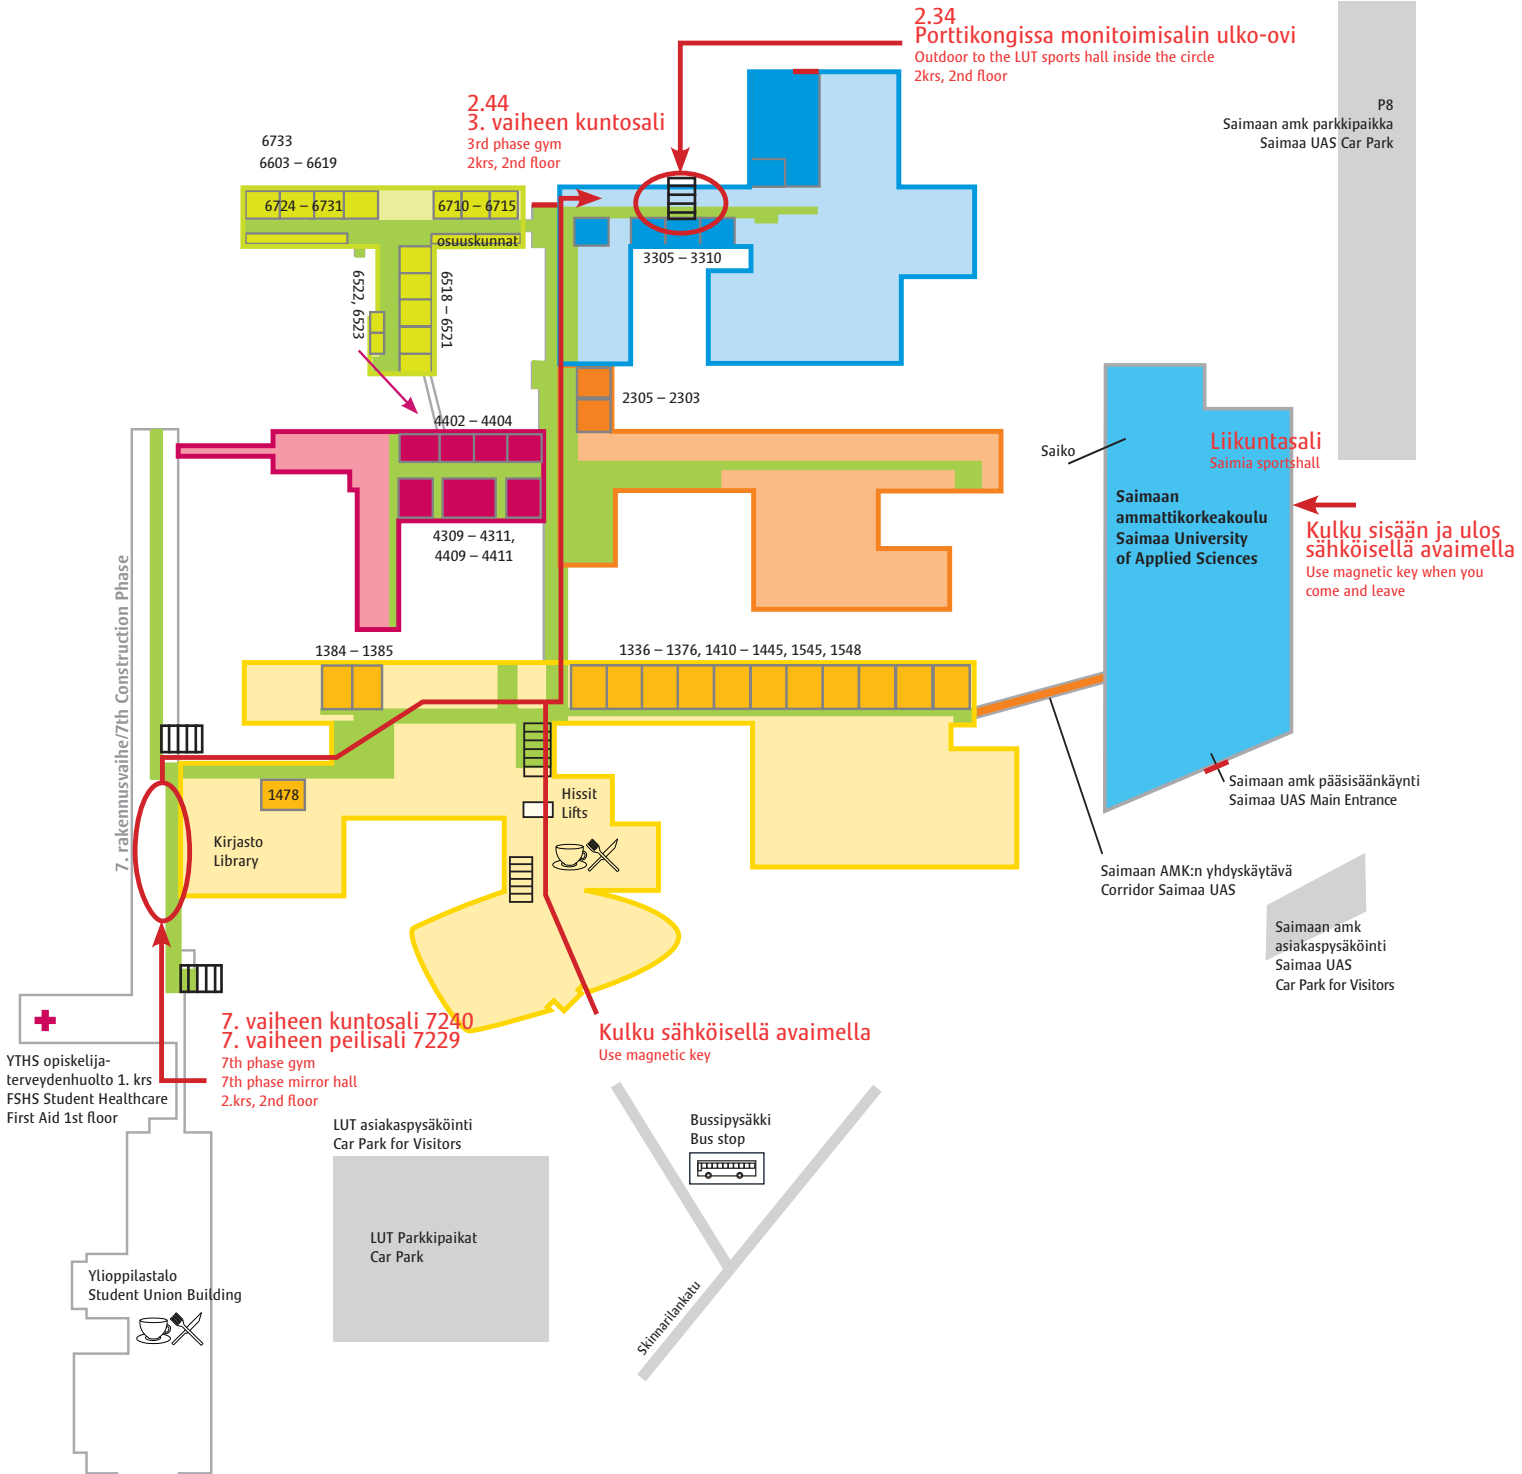 2.34
Porttikongissa monitoimisalin ulko-ovi
Outdoor to the LUT sports hall inside the circle
2krs, 2nd floor
2.44
3. vaiheen kuntosali
3rd phase gym
2krs, 2nd floor
P8
Saimaan amk parkkipaikka
Saimaa UAS Car Park
6733
6603 – 6619
6724 – 6731
6710 – 6715
osuuskunnat
3305 – 3310
6522, 6523
6518 – 6521
2305 – 2303
4402 – 4404
Saiko
Liikuntasali
Saimia sportshall
Saimaan
ammattikorkeakoulu
Saimaa University
of Applied Sciences
Kulku sisään ja ulos
sähköisellä avaimella
Use magnetic key when you
come and leave
4309 – 4311,
4409 – 4411
7. rakennusvaihe/7th Construction Phase
1384 – 1385
1336 – 1376, 1410 – 1445, 1545, 1548
1478
Hissit
Lifts
Saimaan amk pääsisäänkäynti
Saimaa UAS Main Entrance
Kirjasto
Library
Saimaan AMK:n yhdyskäytävä
Corridor Saimaa UAS
Saimaan amk
asiakaspysäköinti
Saimaa UAS
Car Park for Visitors
7. vaiheen kuntosali 7240
7. vaiheen peilisali 7229
7th phase gym
7th phase mirror hall
2.krs, 2nd floor
Kulku sähköisellä avaimella
Use magnetic key
YTHS opiskelija-
terveydenhuolto 1. krs
FSHS Student Healthcare
First Aid 1st floor
LUT asiakaspysäköinti
Car Park for Visitors
Bussipysäkki
Bus stop
LUT Parkkipaikat
Car Park
Skinnarilankatu
Ylioppilastalo
Student Union Building